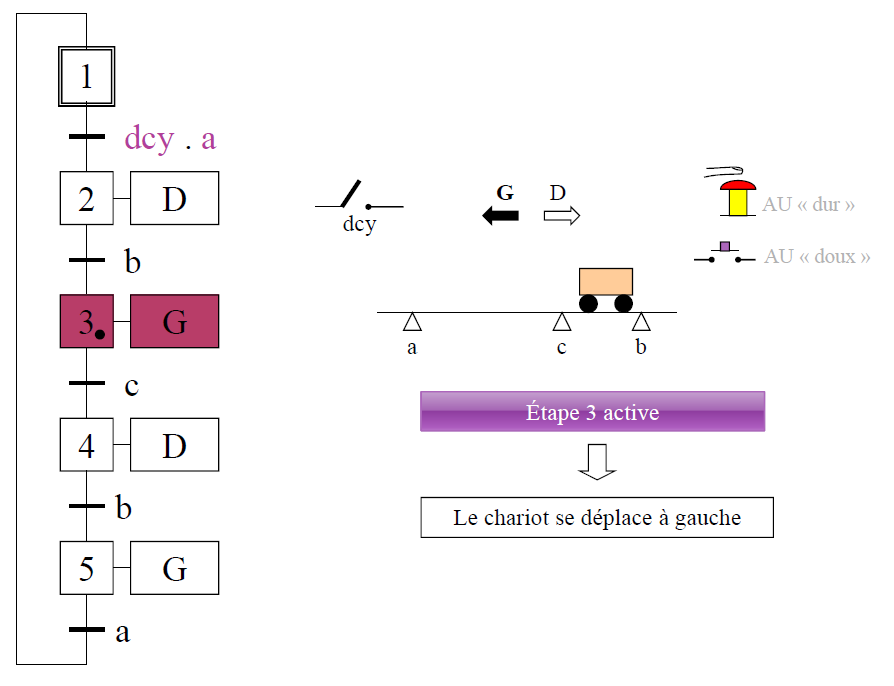 1
dcy . a
2 D
b
3 G
c
4 D
b
5 G
a
dcy
G D
AU « dur »
AU « doux »
a c b
Étape 3 active
Le chariot se déplace à gauche